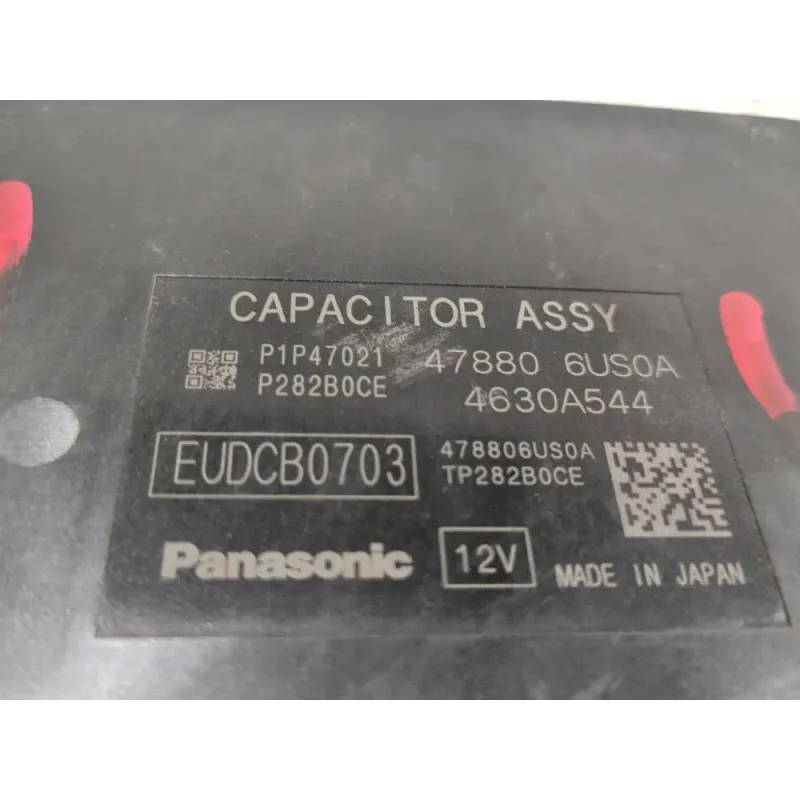 CAPACITOR ASSY
P1P47021 47880 6US0A
P282B0CE 4630A544
EUDCB0703 478806US0A
TP282B0CE
Panasonic 12V MADE IN JAPAN